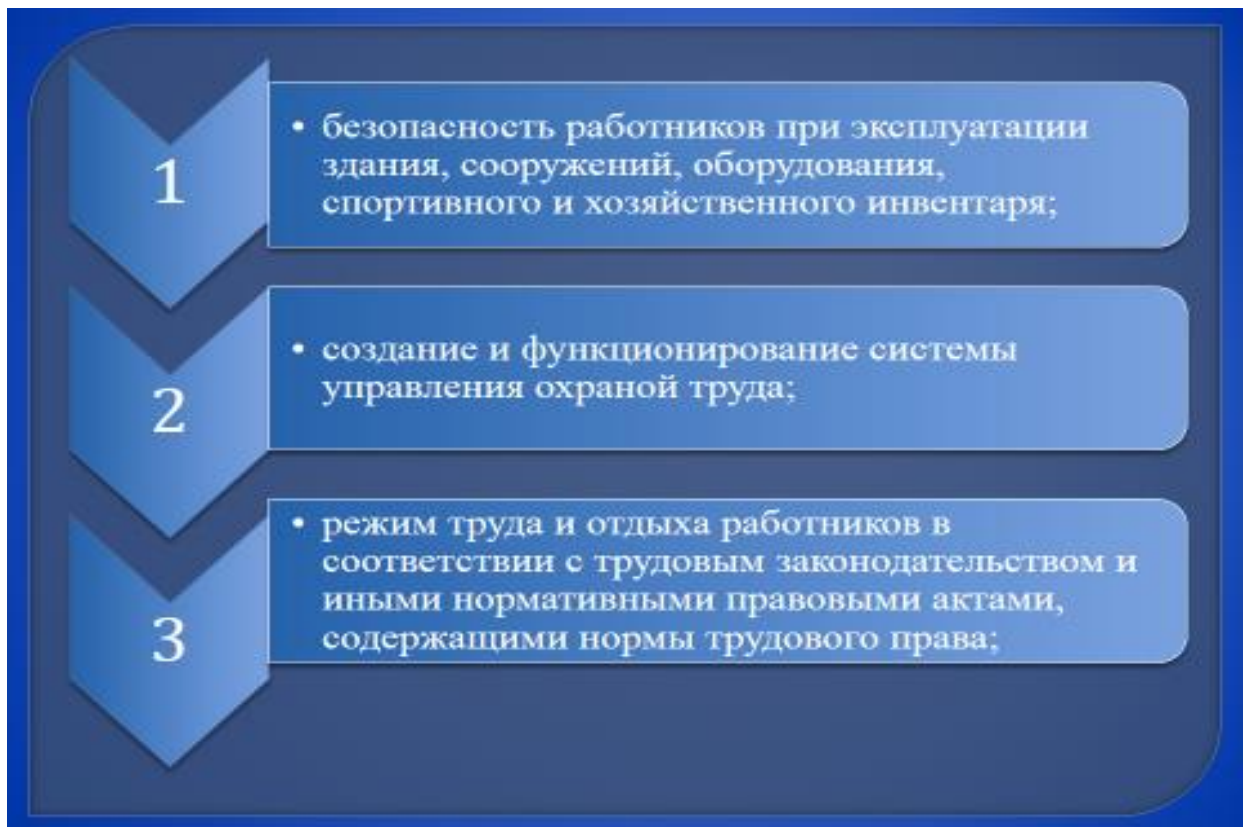 1
• безопасность работников при эксплуатации
здания, сооружений, оборудования,
спортивного и хозяйственного инвентаря;
2
• создание и функционирование системы
управления охраной труда;
3
• режим труда и отдыха работников в
соответствии с трудовым законодательством и
иными нормативными правовыми актами,
содержащими нормы трудового права;